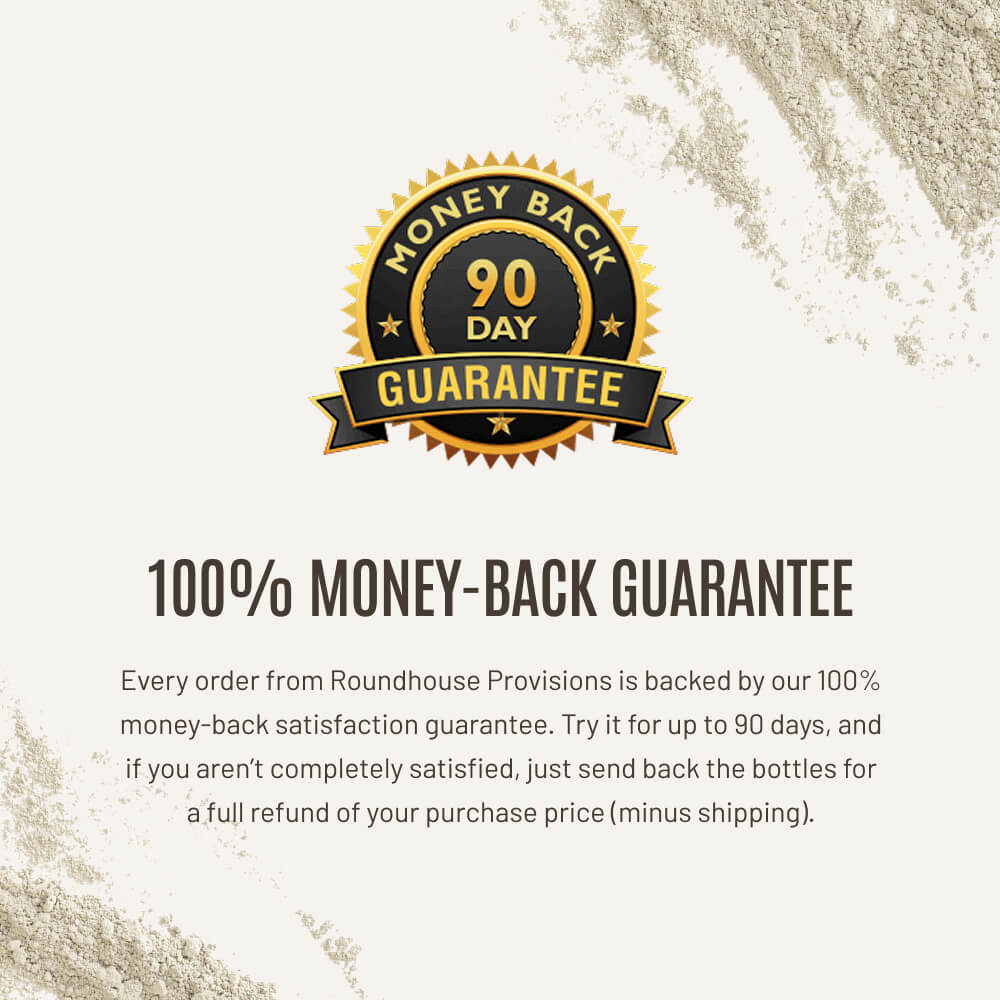 MONEY BACK
90
DAY
GUARANTEE
100% MONEY-BACK GUARANTEE
Every order from Roundhouse Provisions is backed by our 100%
money-back satisfaction guarantee. Try it for up to 90 days, and
if you aren’t completely satisfied, just send back the bottles for
a full refund of your purchase price (minus shipping).